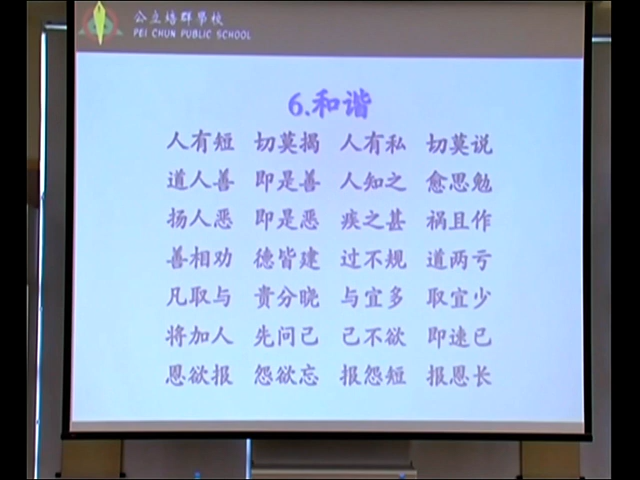 公立培群學校
PEI CHUN PUBLIC SCHOOL
6.和谐
人有短 切莫揭 人有私 切莫说
道人善 即是善 人知之 愈思勉
扬人恶 即是恶 疾之甚 祸且作
善相劝 德皆建 过不规 道两亏
凡取与 贵分晓 与宜多 取宜少
将加人 先问己 己不欲 即速已
恩欲报 怨欲忘 报怨短 报恩长